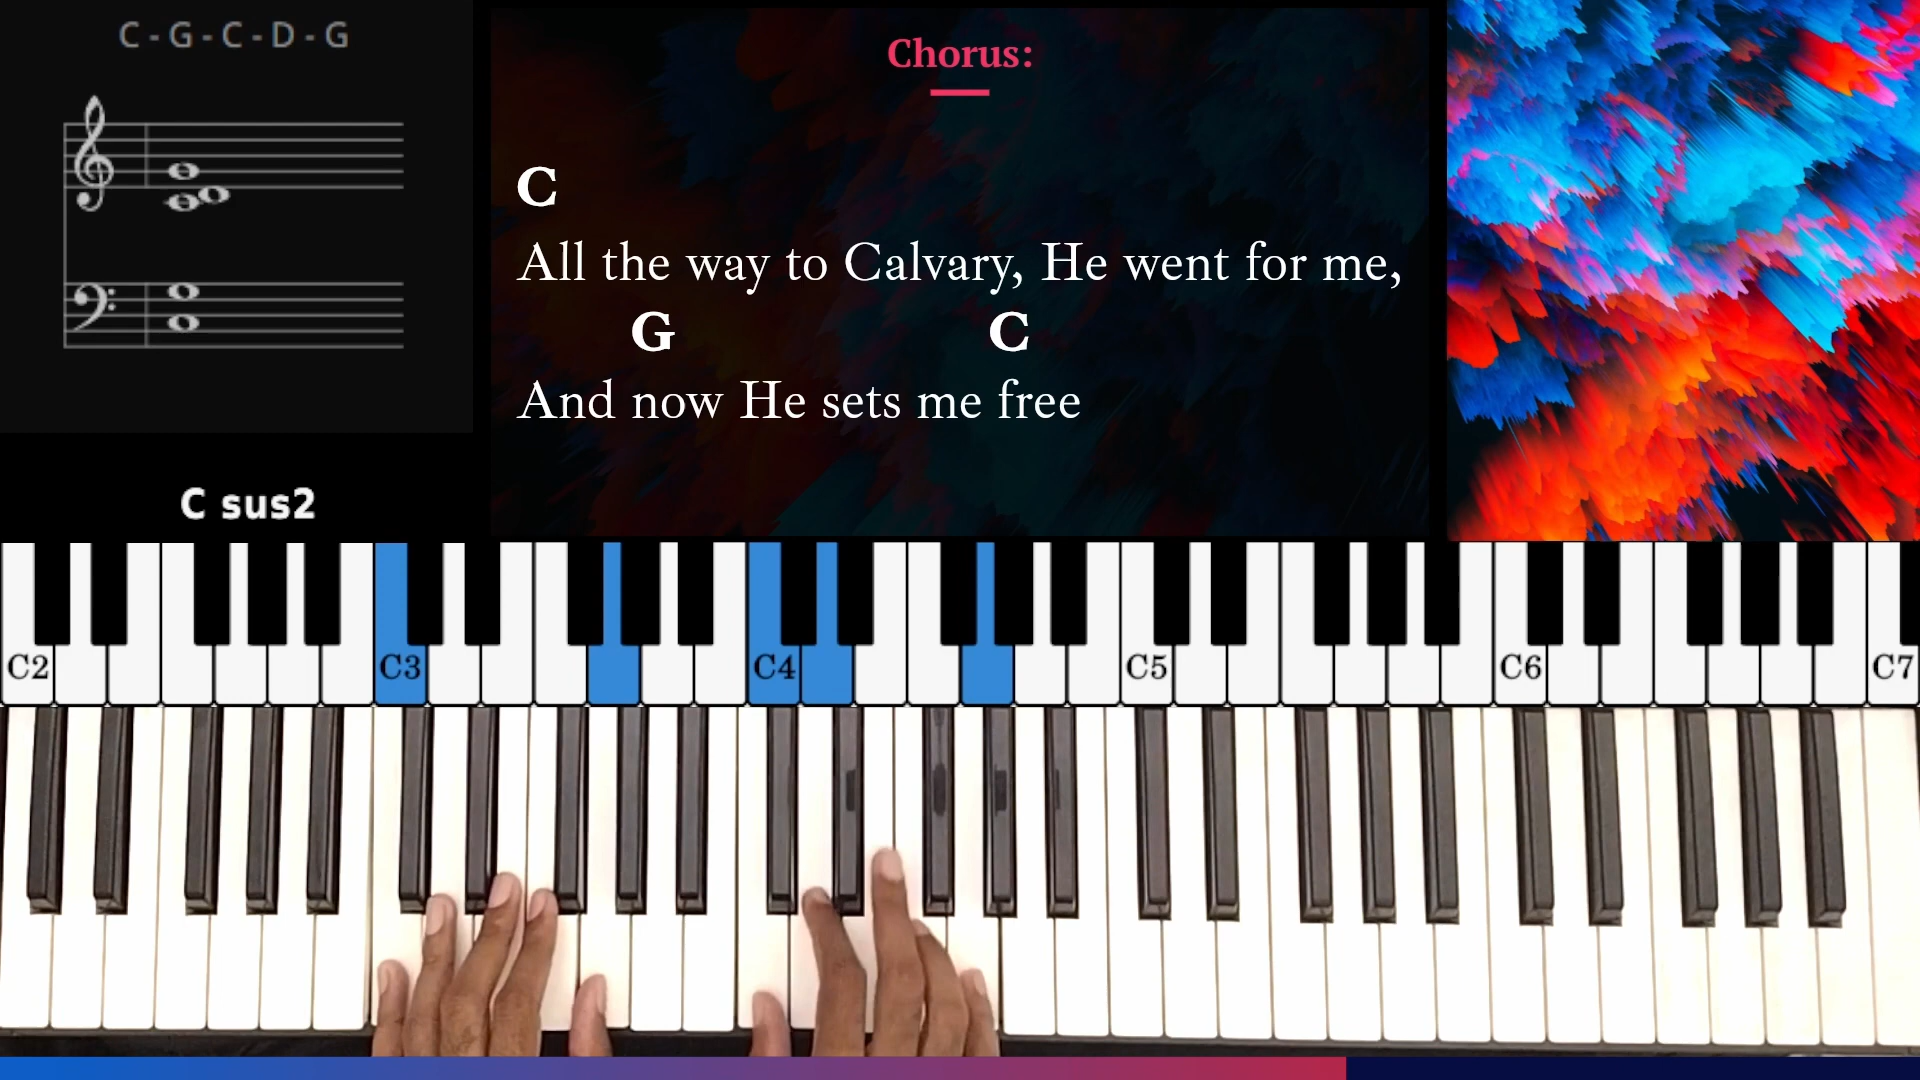 C - G - C - D - G
Chorus:
C
All the way to Calvary, He went for me,
G C
And now He sets me free
C sus2
C2 C3 C4 C5 C6 C7